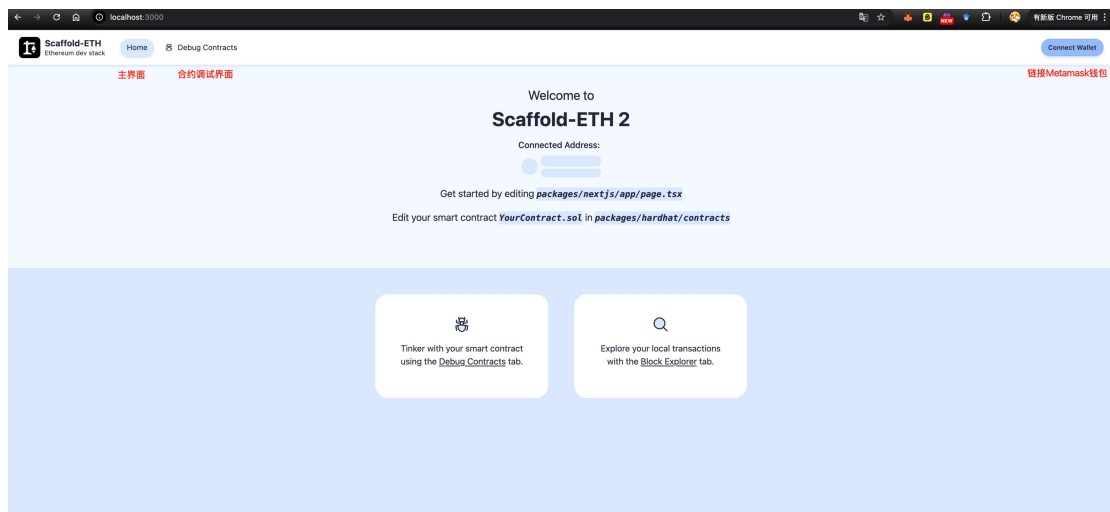 localhost:3000
NEW
有新版 Chrome 可用
Scaffold-ETH
Ethereum dev stack
Home
Debug Contracts
Connect Wallet
主界面
合约调试界面
链接Metamask钱包
Welcome to
Scaffold-ETH 2
Connected Address:
Get started by editing packages/nextjs/app/page.tsx
Edit your smart contract YourContract.sol in packages/hardhat/contracts
Tinker with your smart contract
using the Debug Contracts tab.
Explore your local transactions
with the Block Explorer tab.